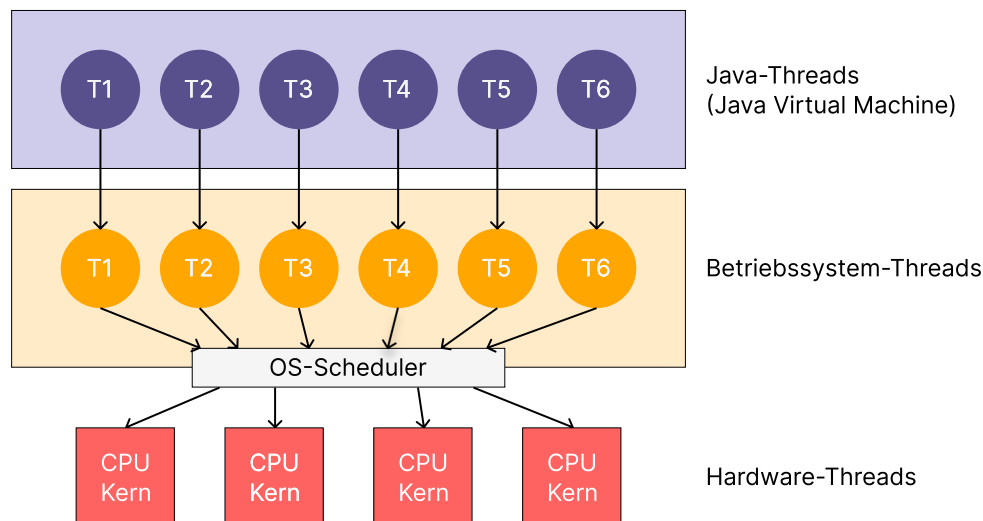 T1 T2 T3 T4 T5 T6
Java-Threads
(Java Virtual Machine)
T1 T2 T3 T4 T5 T6
Betriebssystem-Threads
OS-Scheduler
CPU CPU CPU CPU
Kern Kern Kern Kern
Hardware-Threads